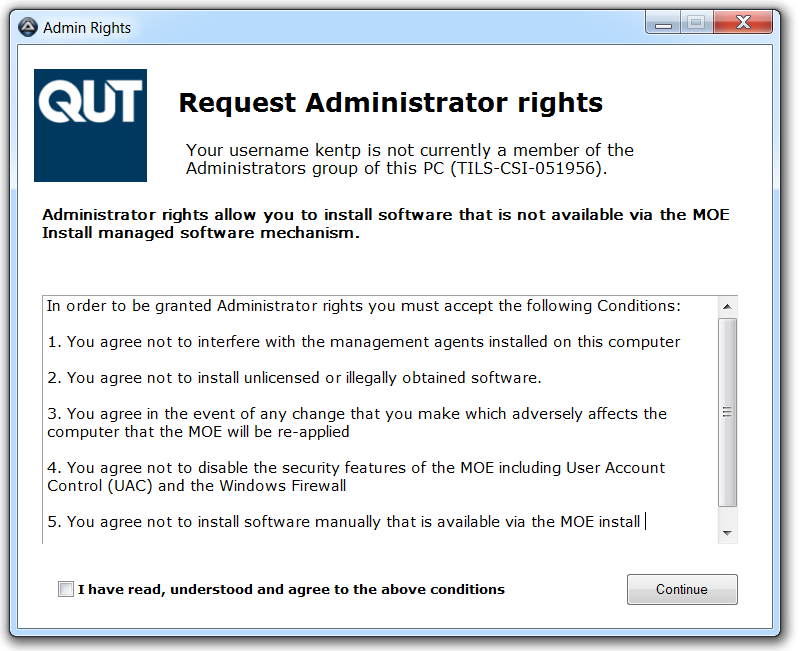 Admin Rights
QUT
Request Administrator rights
Your username kentp is not currently a member of the
Administrators group of this PC (TILS-CSI-051956).
Administrator rights allow you to install software that is not available via the MOE
Install managed software mechanism.
In order to be granted Administrator rights you must accept the following Conditions:
1. You agree not to interfere with the management agents installed on this computer
2. You agree not to install unlicensed or illegally obtained software.
3. You agree in the event of any change that you make which adversely affects the
computer that the MOE will be re-applied
4. You agree not to disable the security features of the MOE including User Account
Control (UAC) and the Windows Firewall
5. You agree not to install software manually that is available via the MOE install
I have read, understood and agree to the above conditions
Continue